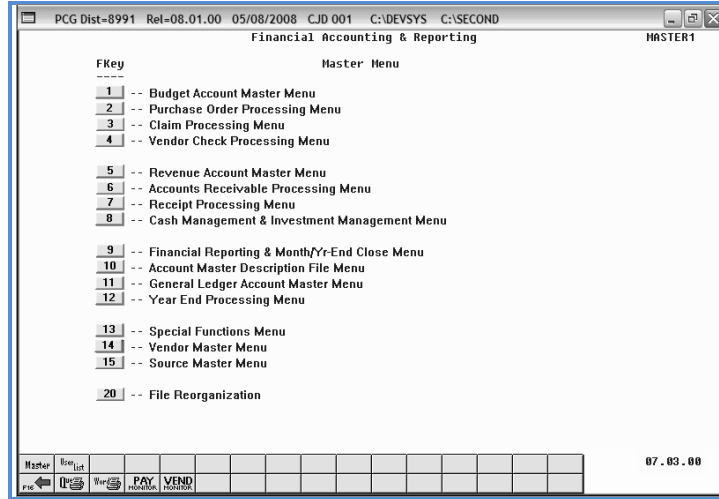 PCG Dist=8991 Rel=08.01.00 05/08/2008 CJD 001 C:\DEVSYS C:\SECOND
Financial Accounting & Reporting MASTER1
FKey Master Menu
----
1 -- Budget Account Master Menu
2 -- Purchase Order Processing Menu
3 -- Claim Processing Menu
4 -- Vendor Check Processing Menu
5 -- Revenue Account Master Menu
6 -- Accounts Receivable Processing Menu
7 -- Receipt Processing Menu
8 -- Cash Management & Investment Management Menu
9 -- Financial Reporting & Month/Yr-End Close Menu
10 -- Account Master Description File Menu
11 -- General Ledger Account Master Menu
12 -- Year End Processing Menu
13 -- Special Functions Menu
14 -- Vendor Master Menu
15 -- Source Master Menu
20 -- File Reorganization
Master User List 07.03.00
F16 Que Word PAY MONITOR VEND MONITOR